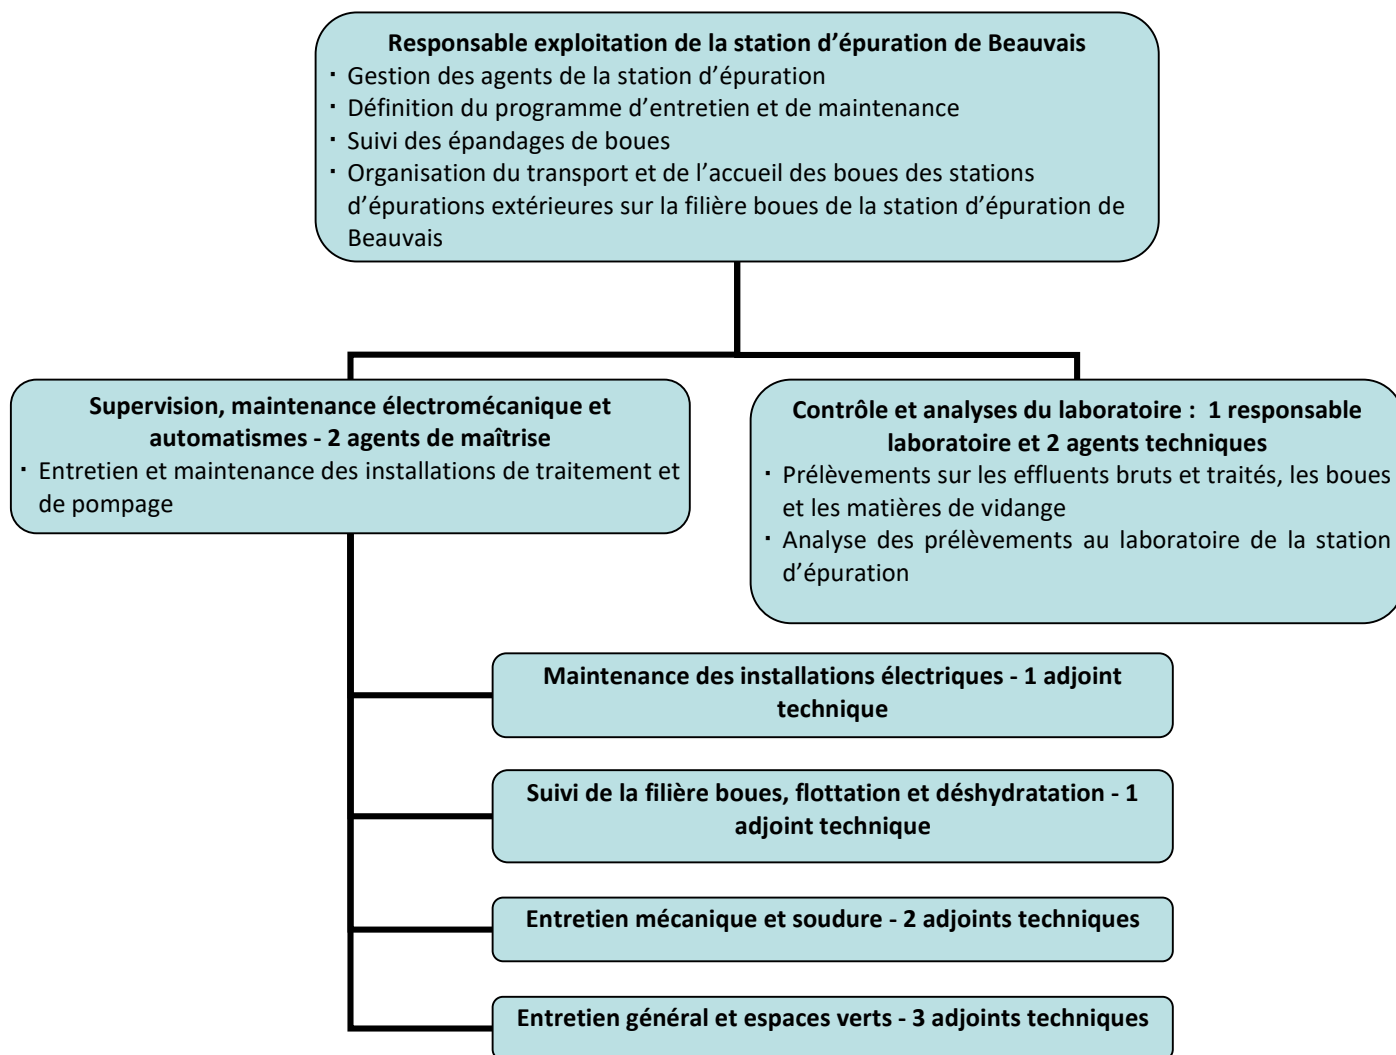 Responsable exploitation de la station d’épuration de Beauvais
· Gestion des agents de la station d’épuration
· Définition du programme d’entretien et de maintenance
· Suivi des épandages de boues
· Organisation du transport et de l’accueil des boues des stations
d’épurations extérieures sur la filière boues de la station d’épuration de
Beauvais
Supervision, maintenance électromécanique et
automatismes - 2 agents de maîtrise
· Entretien et maintenance des installations de traitement et
de pompage
Contrôle et analyses du laboratoire : 1 responsable
laboratoire et 2 agents techniques
· Prélèvements sur les effluents bruts et traités, les boues
et les matières de vidange
· Analyse des prélèvements au laboratoire de la station
d’épuration
Maintenance des installations électriques - 1 adjoint
technique
Suivi de la filière boues, flottation et déshydratation - 1
adjoint technique
Entretien mécanique et soudure - 2 adjoints techniques
Entretien général et espaces verts - 3 adjoints techniques